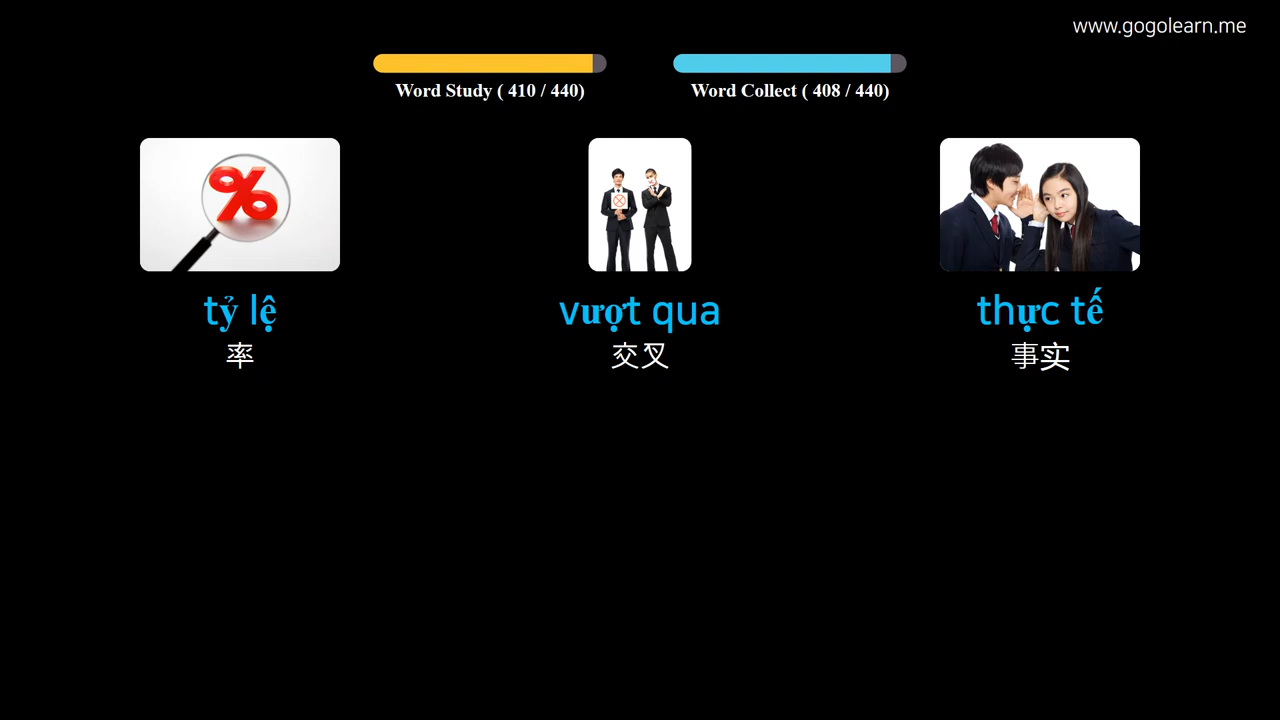 www.gogolearn.me
Word Study ( 410 / 440)
Word Collect ( 408 / 440)
%
tỷ lệ
vượt qua
thực tế
率
交叉
事实